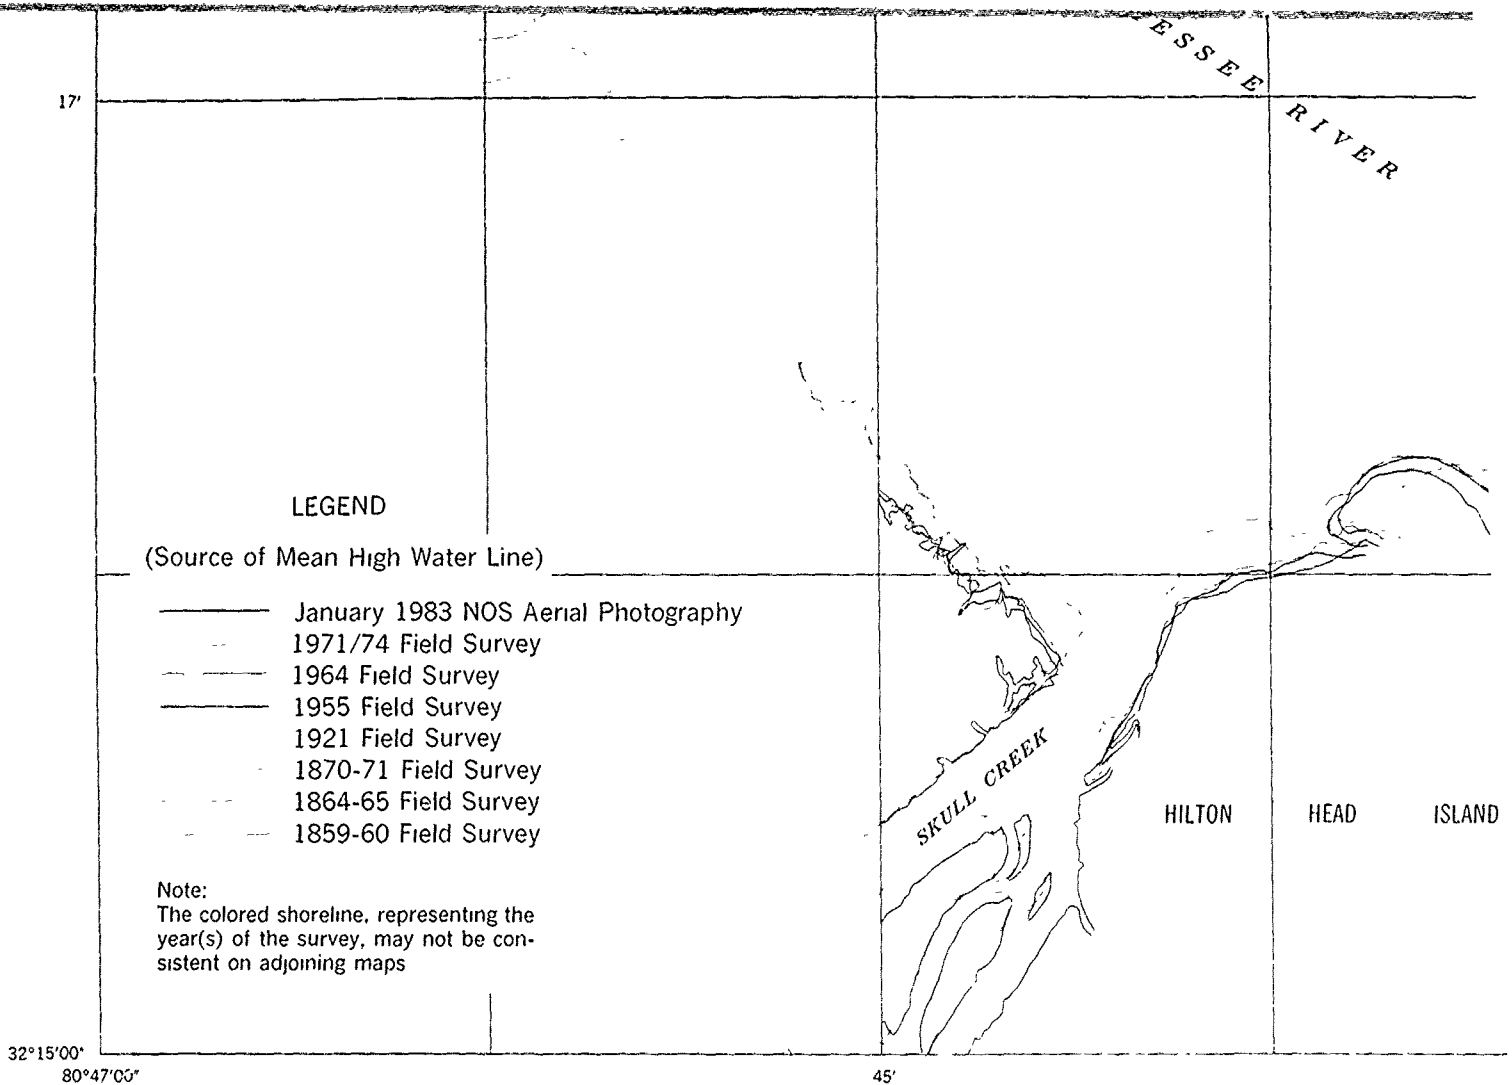 ESSEE RIVER
17'
LEGEND
(Source of Mean High Water Line)
January 1983 NOS Aerial Photography
1971/74 Field Survey
1964 Field Survey
1955 Field Survey
1921 Field Survey
1870-71 Field Survey
1864-65 Field Survey
1859-60 Field Survey
Note:
The colored shoreline, representing the
year(s) of the survey, may not be con-
sistent on adjoining maps
SKULL CREEK
HILTON HEAD ISLAND
32°15'00"
80°47'00"
45'